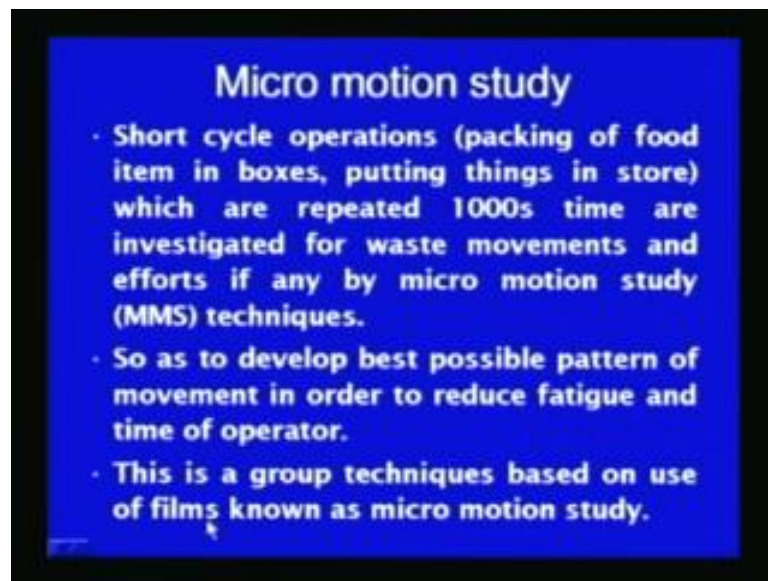 Micro motion study
· Short cycle operations (packing of food
item in boxes, putting things in store)
which are repeated 1000s time are
investigated for waste movements and
efforts if any by micro motion study
(MMS) techniques.
· So as to develop best possible pattern of
movement in order to reduce fatigue and
time of operator.
· This is a group techniques based on use
of films known as micro motion study.